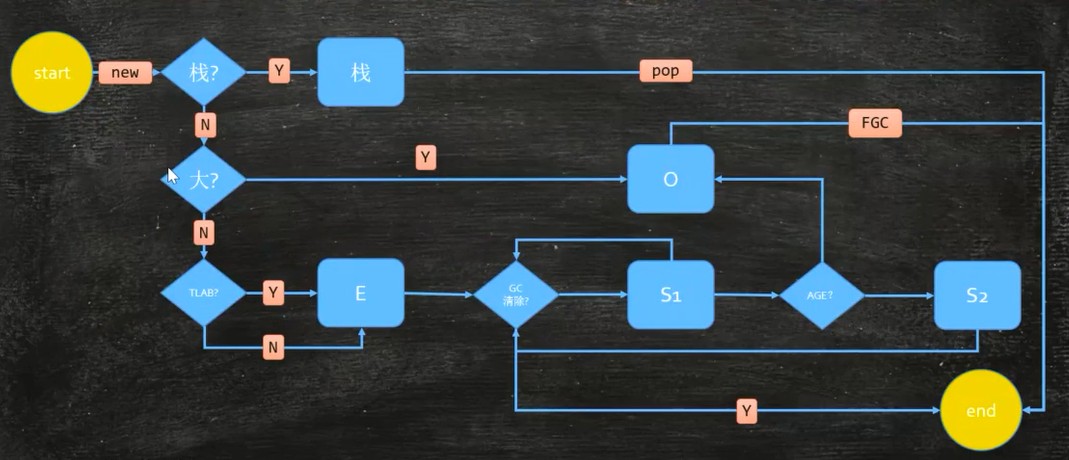 start
new
栈?
Y
栈
pop
N
FGC
大?
Y
O
N
TLAB?
Y
E
GC
清除?
S1
AGE?
S2
N
Y
end